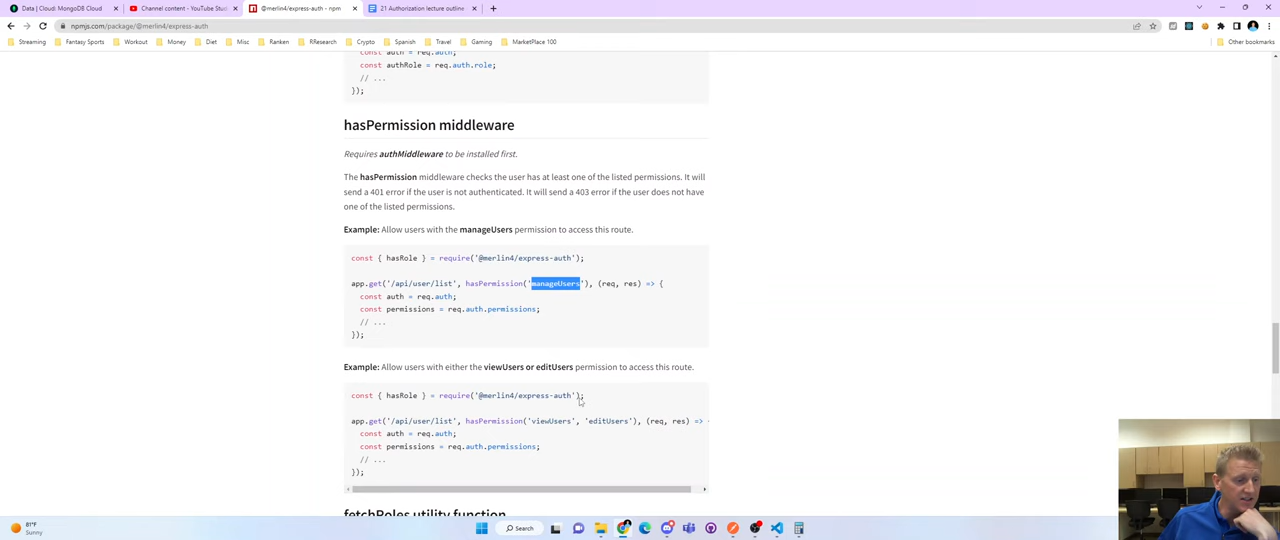 Data | Cloud: MongoDB Cloud
Channel content - YouTube Stud
@merlin4/express-auth - npm
21 Authorization lecture outline
npmjs.com/package/@merlin4/express-auth
Streaming
Fantasy Sports
Workout
Money
Diet
Misc
Ranken
RResearch
Crypto
Spanish
Travel
Gaming
MarketPlace 100
Other bookmarks
const auth = req.auth;
const authRole = req.auth.role;
// ...
});
hasPermission middleware
Requires authMiddleware to be installed first.
The hasPermission middleware checks the user has at least one of the listed permissions. It will
send a 401 error if the user is not authenticated. It will send a 403 error if the user does not have
one of the listed permissions.
Example: Allow users with the manageUsers permission to access this route.
const { hasRole } = require('@merlin4/express-auth');
app.get('/api/user/list', hasPermission('manageUsers'), (req, res) => {
const auth = req.auth;
const permissions = req.auth.permissions;
// ...
});
Example: Allow users with either the viewUsers or editUsers permission to access this route.
const { hasRole } = require('@merlin4/express-auth');
app.get('/api/user/list', hasPermission('viewUsers', 'editUsers'), (req, res) =>
const auth = req.auth;
const permissions = req.auth.permissions;
// ...
});
fetchRoles utility function
81°F
Sunny
Search